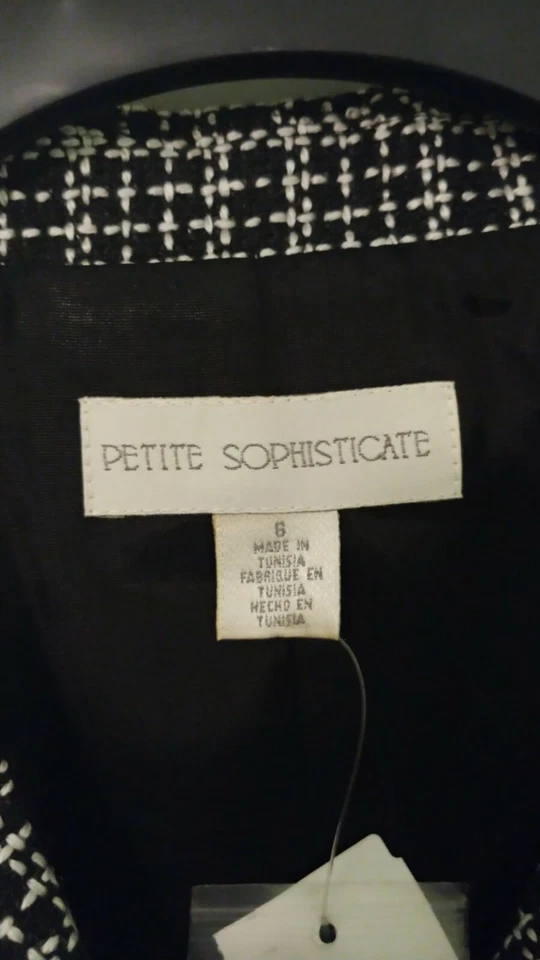 PETITE SOPHISTICATE
6
MADE IN
TUNISIA
FABRIQUE EN
TUNISIA
HECHO EN
TUNISIA